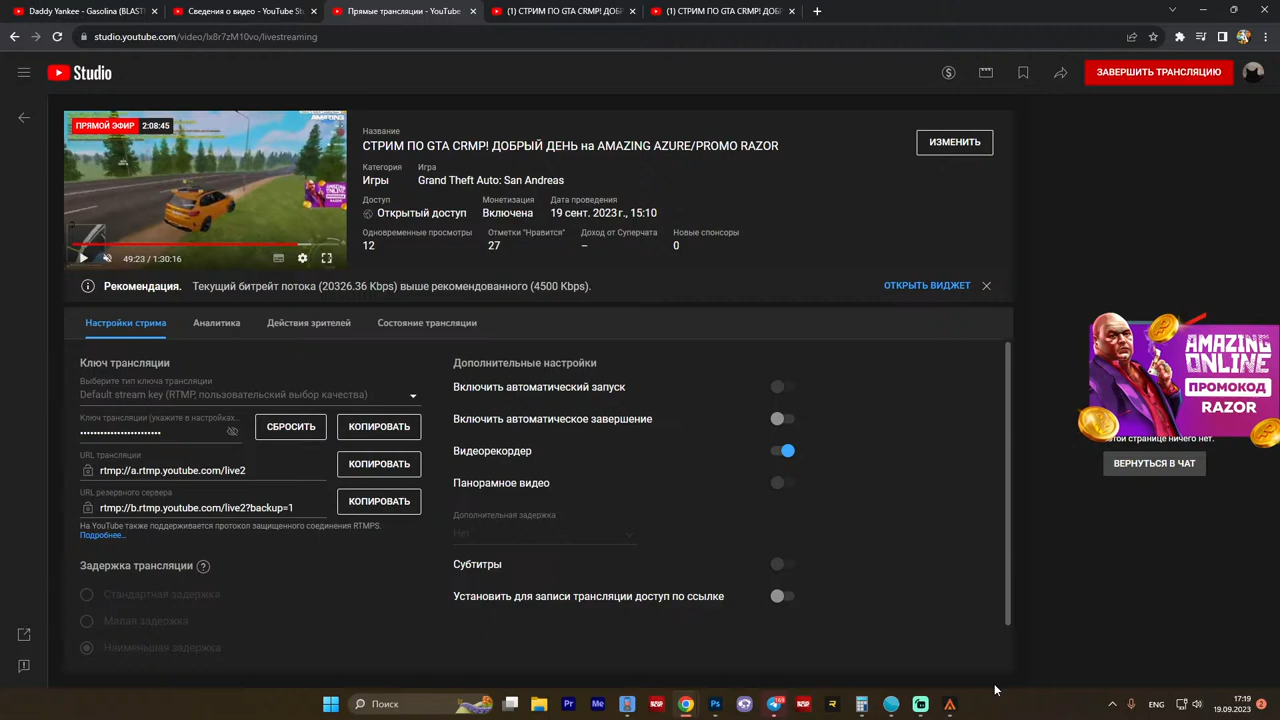 Daddy Yankee - Gasolina (BLAST
Сведения о видео - YouTube St
Прямые трансляции - YouTube
(1) СТРИМ ПО GTA CRMP! ДОБР
(1) СТРИМ ПО GTA CRMP! ДОБР
studio.youtube.com/video/lx8r7zM10vo/livestreaming
Studio
ЗАВЕРШИТЬ ТРАНСЛЯЦИЮ
ПРЯМОЙ ЭФИР 2:08:45
AMAZING
AMAZING
ONLINE
RAZOR
49:23 / 1:30:16
Название
СТРИМ ПО GTA CRMP! ДОБРЫЙ ДЕНЬ на AMAZING AZURE/PROMO RAZOR
ИЗМЕНИТЬ
Категория Игра
Игры Grand Theft Auto: San Andreas
Доступ Монетизация Дата проведения
Открытый доступ Включена 19 сент. 2023 г., 15:10
Одновременные просмотры Отметки "Нравится" Доход от Суперчата Новые спонсоры
12 27 – 0
Рекомендация. Текущий битрейт потока (20326.36 Kbps) выше рекомендованного (4500 Kbps).
ОТКРЫТЬ ВИДЖЕТ
Настройки стрима Аналитика Действия зрителей Состояние трансляции
Ключ трансляции
Выберите тип ключа трансляции
Default stream key (RTMP, пользовательский выбор качества)
Ключ трансляции (укажите в настройках...
СБРОСИТЬ КОПИРОВАТЬ
URL трансляции
rtmp://a.rtmp.youtube.com/live2
КОПИРОВАТЬ
URL резервного сервера
rtmp://b.rtmp.youtube.com/live2?backup=1
КОПИРОВАТЬ
На YouTube также поддерживается протокол защищенного соединения RTMPS.
Подробнее...
Задержка трансляции
Стандартная задержка
Малая задержка
Наименьшая задержка
Дополнительные настройки
Включить автоматический запуск
Включить автоматическое завершение
Видеорекордер
Панорамное видео
Дополнительная задержка
Нет
Субтитры
Установить для записи трансляции доступ по ссылке
AMAZING
ONLINE
ПРОМОКОД
RAZOR
этой странице ничего нет.
ВЕРНУТЬСЯ В ЧАТ
Поиск
Pr
Me
Ps
169
ENG
17:19
19.09.2023